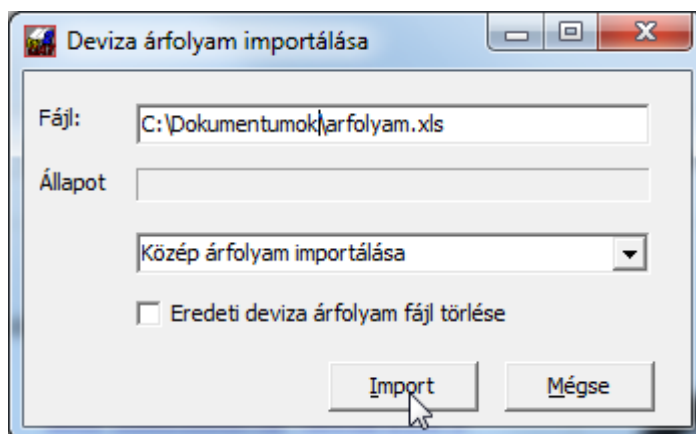 Deviza árfolyam importálása
Fájl: C:\Dokumentumok\arfolyam.xls
Állapot
Közép árfolyam importálása
Eredeti deviza árfolyam fájl törlése
Import Mégse